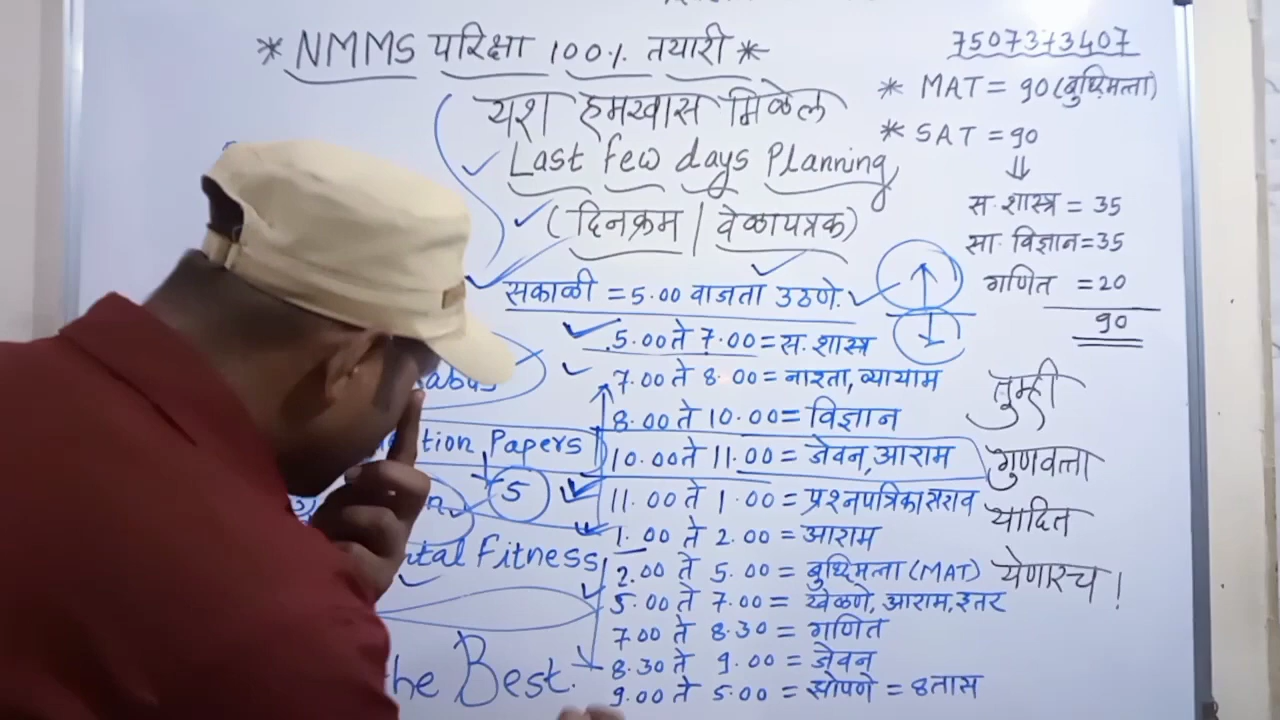 * NMMS परिक्षा 100% तयारी *
यश हमखास मिळेल
Last few days Planning
(दिनक्रम | वेळापत्रक)
सकाळी = 5.00 वाजता उठणे.
5.00 ते 7.00 = स. शास्त्र
7.00 ते 8.00 = नाश्ता, व्यायाम
8.00 ते 10.00 = विज्ञान
10.00 ते 11.00 = जेवन, आराम
11.00 ते 1.00 = प्रश्नपत्रिका सराव
1.00 ते 2.00 = आराम
2.00 ते 5.00 = बुध्दिमत्ता (MAT)
5.00 ते 7.00 = खेळणे, आराम, इतर
7.00 ते 8.30 = गणित
8.30 ते 9.00 = जेवन
9.00 ते 5.00 = झोपणे = 8 तास
7507373407
* MAT = 90 (बुध्दिमत्ता)
* SAT = 90
⇓
स. शास्त्र = 35
सा. विज्ञान = 35
गणित = 20
90
तुम्ही
गुणवत्ता
यादित
येणारच !
1
Papers
5
Fitness
the Best.